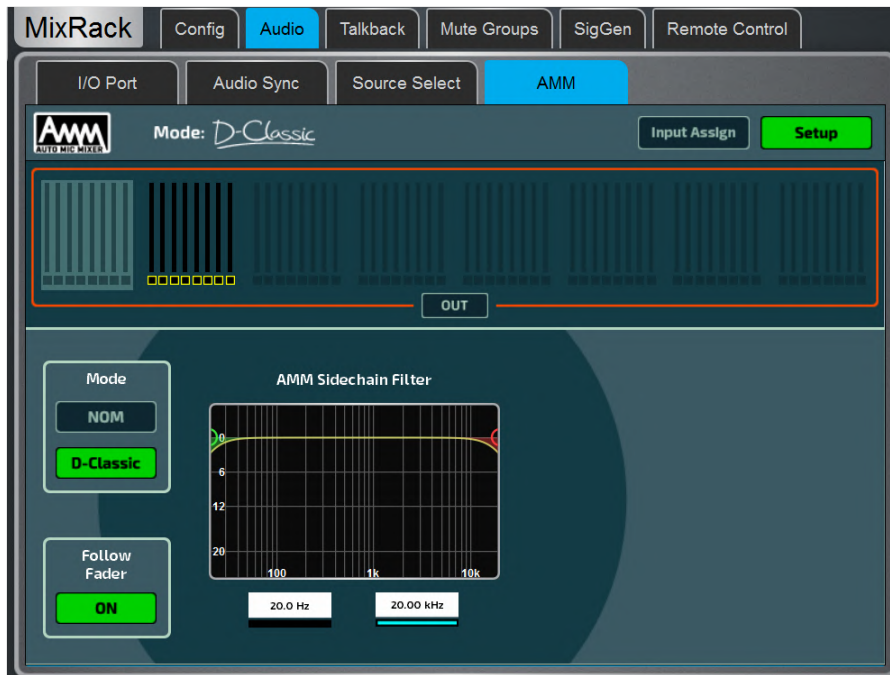 MixRack Config Audio Talkback Mute Groups SigGen Remote Control
I/O Port Audio Sync Source Select AMM
AMM
AUTO MIC MIXER
Mode: D-Classic
Input Assign Setup
OUT
Mode
NOM
D-Classic
AMM Sidechain Filter
0
6
12
20
100 1k 10k
Follow
Fader
ON
20.0 Hz 20.00 kHz